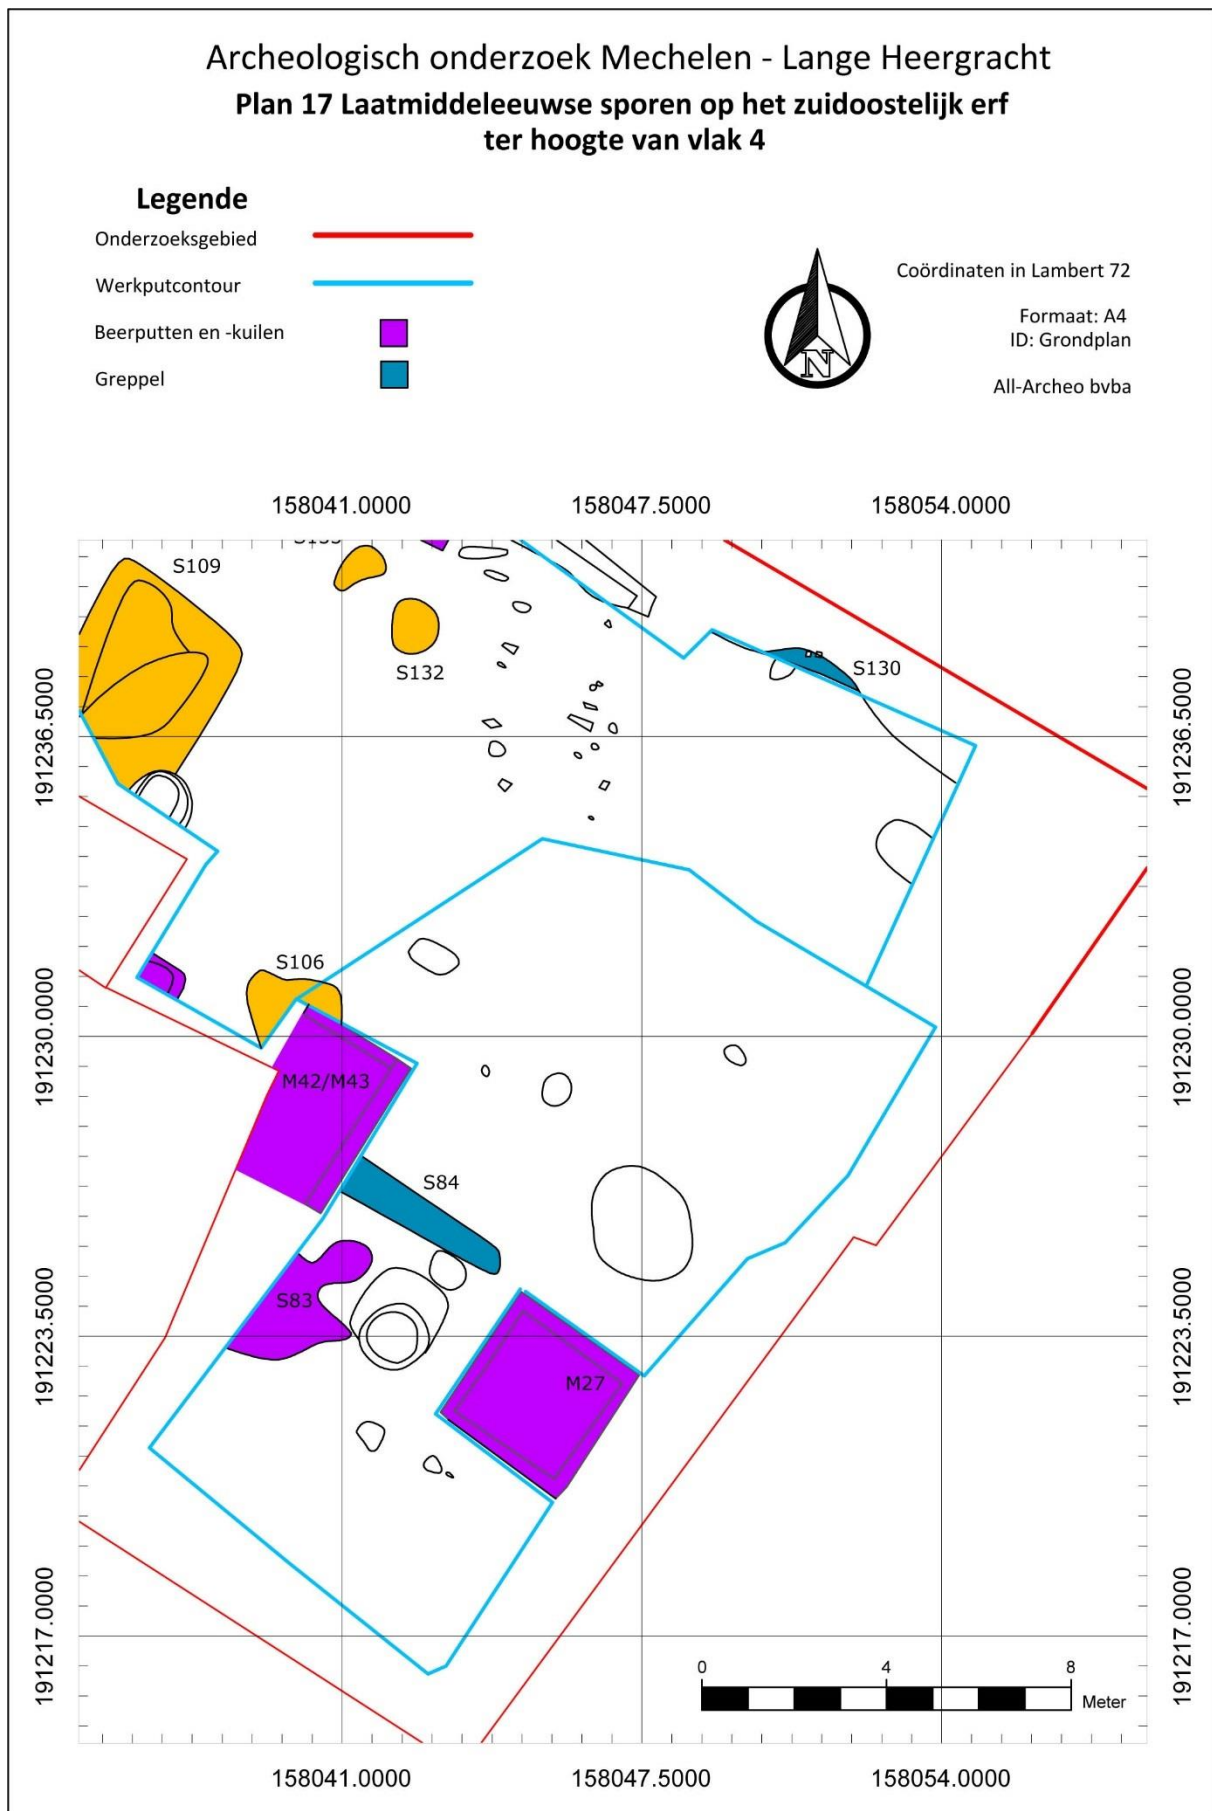 Archeologisch onderzoek Mechelen - Lange Heergracht
Plan 17 Laatmiddeleeuwse sporen op het zuidoostelijk erf
ter hoogte van vlak 4
Legende
Onderzoeksgebied
Werkputcontour
Beerputten en -kuilen
Greppel
Coördinaten in Lambert 72
Formaat: A4
ID: Grondplan
All-Archeo bvba
N
158041.0000 158047.5000 158054.0000
S109
S132
S130
191236.5000 191236.5000
S106
191230.0000 191230.0000
M42/M43
S84
S83
191223.5000 191223.5000
M27
191217.0000 191217.0000
0 4 8
Meter
158041.0000 158047.5000 158054.0000